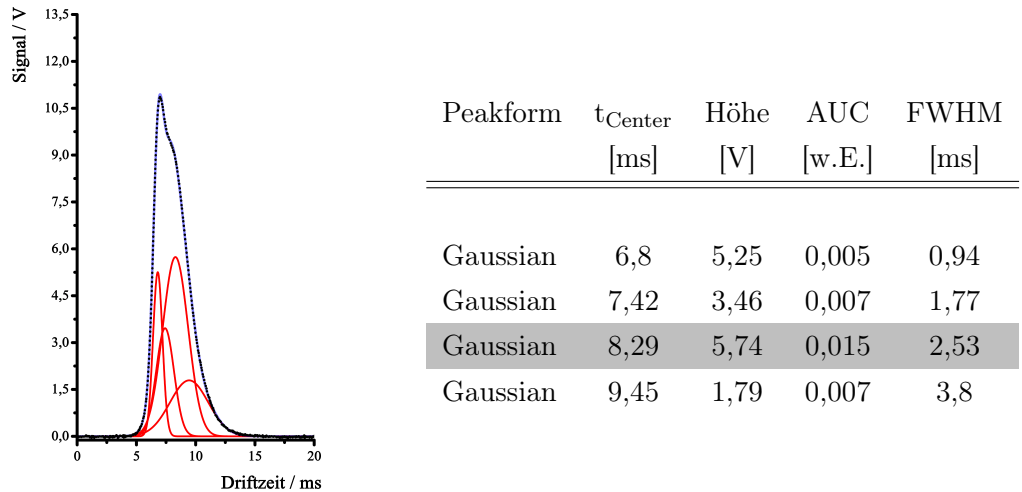 Signal / V
13,5
12,0
10,5
9,0
7,5
6,0
4,5
3,0
1,5
0,0
0 5 10 15 20
Driftzeit / ms
Peakform t_Center Höhe AUC FWHM
[ms] [V] [w.E.] [ms]
Gaussian 6,8 5,25 0,005 0,94
Gaussian 7,42 3,46 0,007 1,77
Gaussian 8,29 5,74 0,015 2,53
Gaussian 9,45 1,79 0,007 3,8